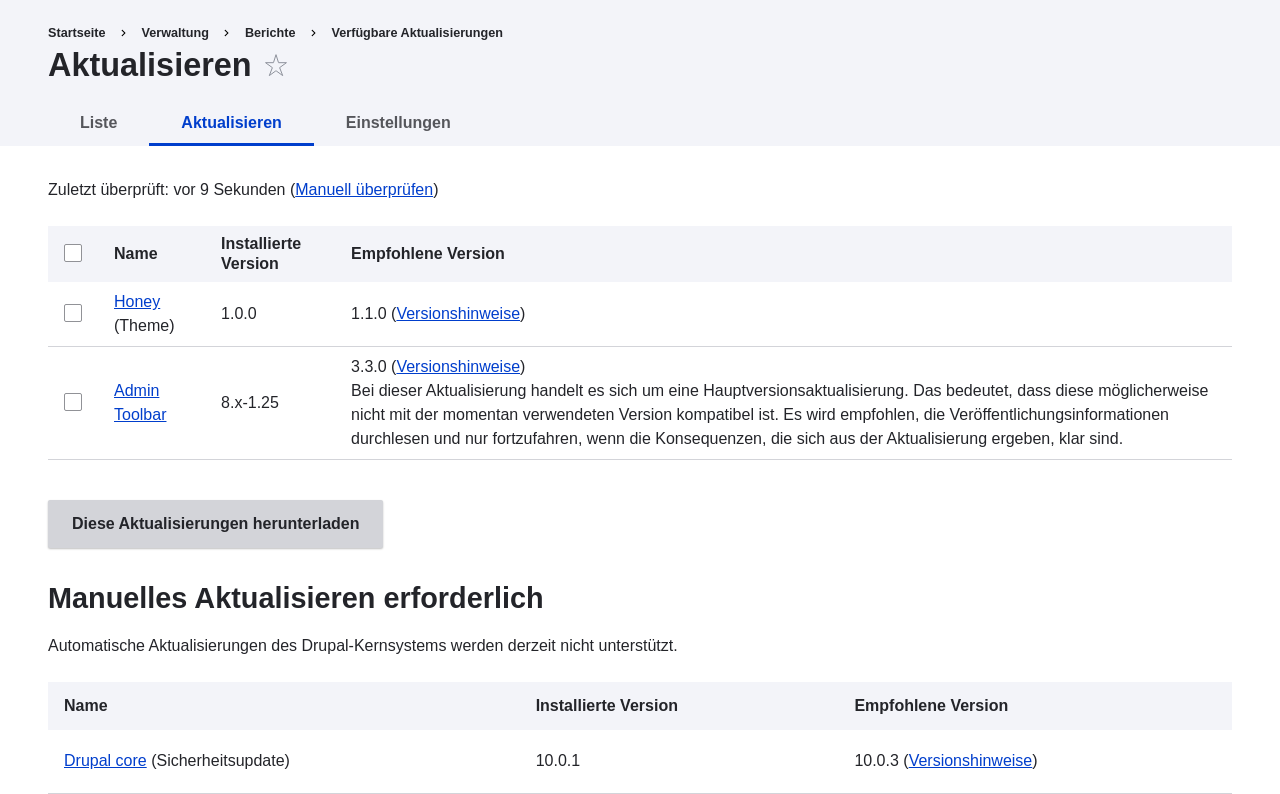 Startseite > Verwaltung > Berichte > Verfügbare Aktualisierungen
Aktualisieren ☆
Liste Aktualisieren Einstellungen
Zuletzt überprüft: vor 9 Sekunden (Manuell überprüfen)
Name Installierte Version Empfohlene Version
Honey (Theme) 1.0.0 1.1.0 (Versionshinweise)
Admin Toolbar 8.x-1.25 3.3.0 (Versionshinweise)
Bei dieser Aktualisierung handelt es sich um eine Hauptversionsaktualisierung. Das bedeutet, dass diese möglicherweise
nicht mit der momentan verwendeten Version kompatibel ist. Es wird empfohlen, die Veröffentlichungsinformationen
durchlesen und nur fortzufahren, wenn die Konsequenzen, die sich aus der Aktualisierung ergeben, klar sind.
Diese Aktualisierungen herunterladen
Manuelles Aktualisieren erforderlich
Automatische Aktualisierungen des Drupal-Kernsystems werden derzeit nicht unterstützt.
Name Installierte Version Empfohlene Version
Drupal core (Sicherheitsupdate) 10.0.1 10.0.3 (Versionshinweise)